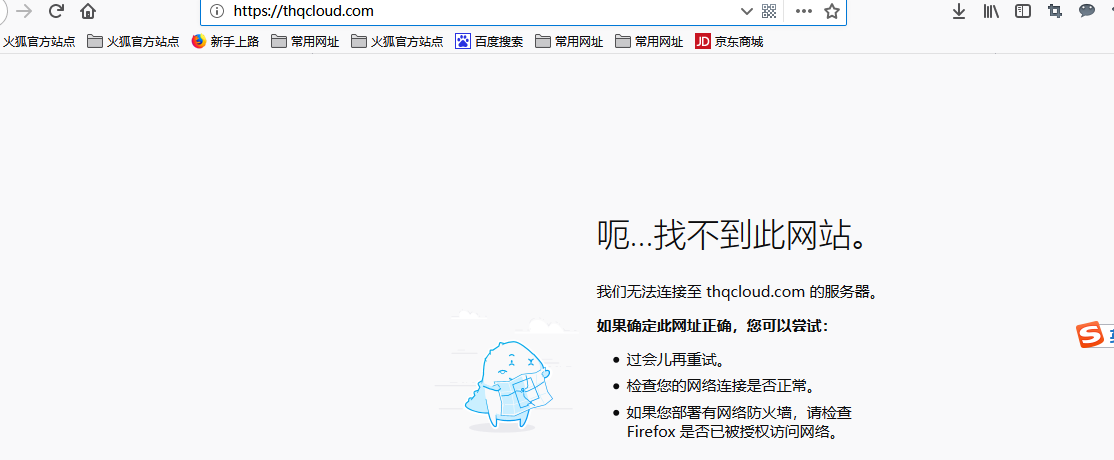 https://thqcloud.com
火狐官方站点 火狐官方站点 新手上路 常用网址 火狐官方站点 百度搜索 常用网址 常用网址 JD 京东商城
呃...找不到此网站。
我们无法连接至 thqcloud.com 的服务器。
如果确定此网址正确，您可以尝试：
过会儿再重试。
检查您的网络连接是否正常。
如果您部署有网络防火墙，请检查
Firefox 是否已被授权访问网络。
S